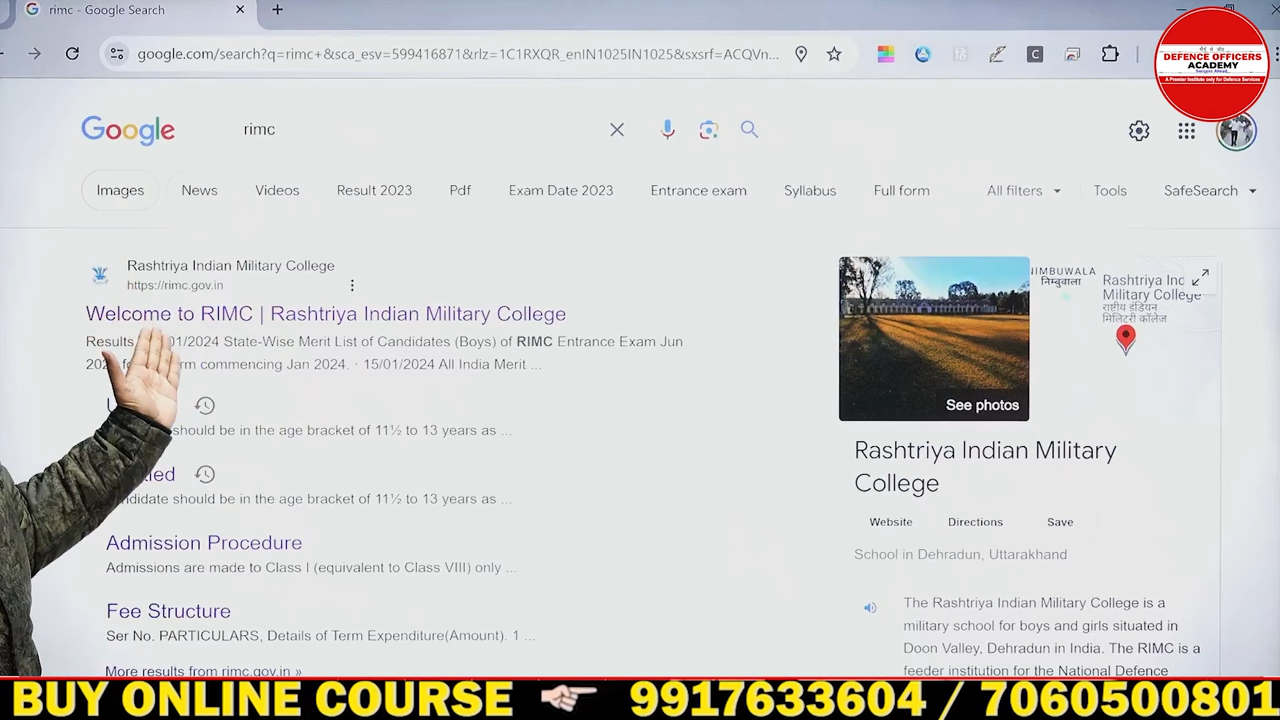 rimc - Google Search
google.com/search?q=rimc+&sca_esv=599416871&rlz=1C1RXQR_enIN1025IN1025&sxsrf=ACQVn...
DEFENCE OFFICERS
ACADEMY
Success Ahead...
A Premier Institute only for Defence Services
Google
rimc
Images
News
Videos
Result 2023
Pdf
Exam Date 2023
Entrance exam
Syllabus
Full form
All filters
Tools
SafeSearch
Rashtriya Indian Military College
https://rimc.gov.in
Welcome to RIMC | Rashtriya Indian Military College
Results 01/2024 State-Wise Merit List of Candidates (Boys) of RIMC Entrance Exam Jun
commencing Jan 2024. · 15/01/2024 All India Merit ...
should be in the age bracket of 11½ to 13 years as ...
should be in the age bracket of 11½ to 13 years as ...
Admission Procedure
Admissions are made to Class I (equivalent to Class VIII) only ...
Fee Structure
Ser No. PARTICULARS, Details of Term Expenditure(Amount). 1 ...
More results from rimc.gov.in »
NIMBUWALA
निम्बुवाला
Rashtriya Ind
Military College
राष्ट्रीय इंडियन
मिलिटरी कॉलेज
See photos
Rashtriya Indian Military
College
Website
Directions
Save
School in Dehradun, Uttarakhand
The Rashtriya Indian Military College is a
military school for boys and girls situated in
Doon Valley, Dehradun in India. The RIMC is a
feeder institution for the National Defence
BUY ONLINE COURSE 9917633604 / 7060500801